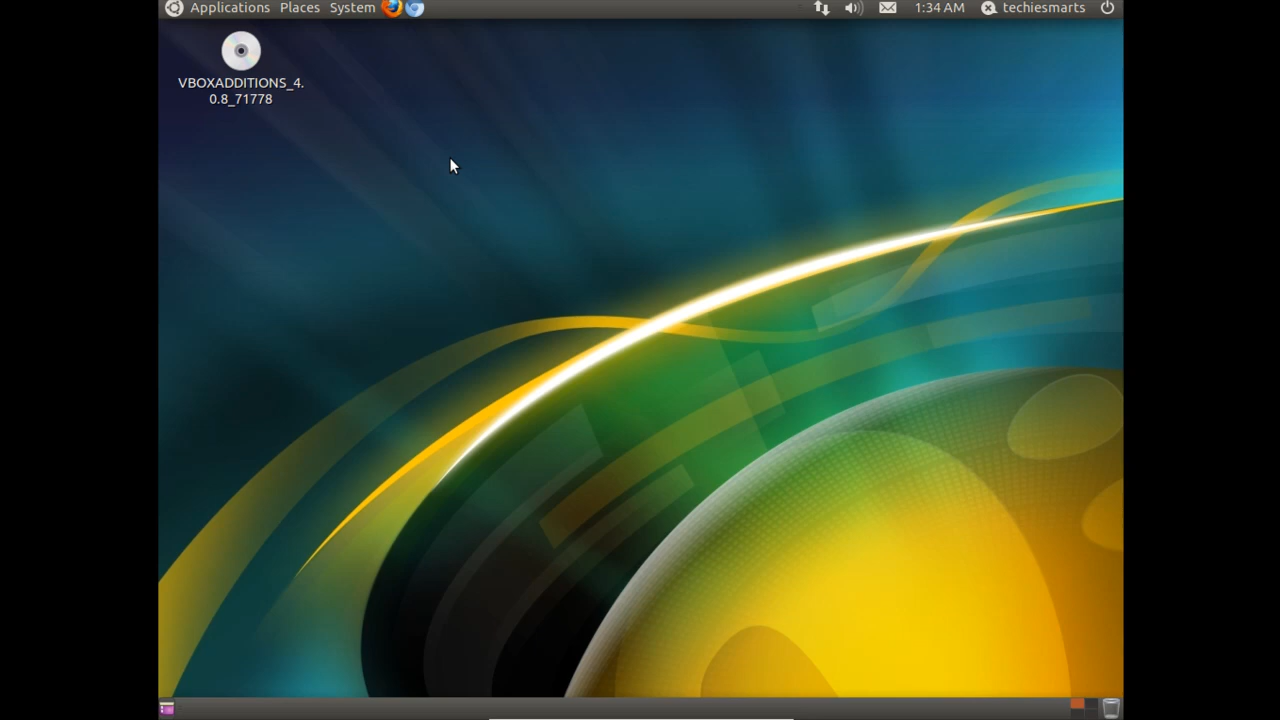 Applications Places System 1:34 AM techiesmarts
VBOXADDITIONS_4.
0.8_71778